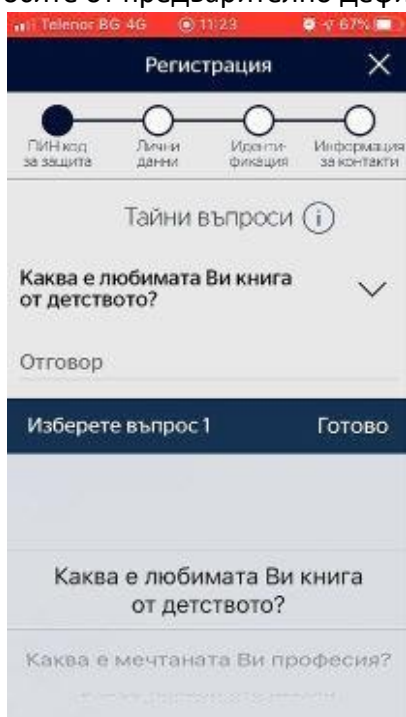 Telenor BG 4G 11:23 67%
Регистрация
ПИН код
за защита
Лични
данни
Иденти-
фикация
Информация
за контакти
Тайни въпроси i
Каква е любимата Ви книга
от детството?
Отговор
Изберете въпрос 1 Готово
Каква е любимата Ви книга
от детството?
Каква е мечтаната Ви професия?